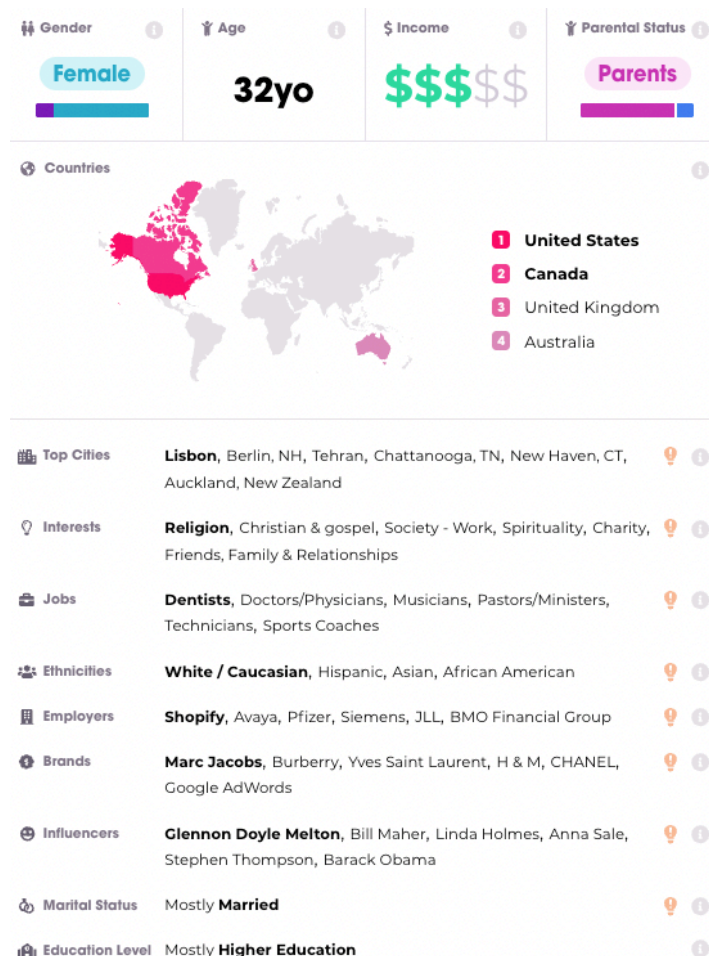 Gender
Age
$ Income
Parental Status
Female
32yo
$$$$$
Parents
Countries
1 United States
2 Canada
3 United Kingdom
4 Australia
Top Cities
Lisbon, Berlin, NH, Tehran, Chattanooga, TN, New Haven, CT,
Auckland, New Zealand
Interests
Religion, Christian & gospel, Society - Work, Spirituality, Charity,
Friends, Family & Relationships
Jobs
Dentists, Doctors/Physicians, Musicians, Pastors/Ministers,
Technicians, Sports Coaches
Ethnicities
White / Caucasian, Hispanic, Asian, African American
Employers
Shopify, Avaya, Pfizer, Siemens, JLL, BMO Financial Group
Brands
Marc Jacobs, Burberry, Yves Saint Laurent, H & M, CHANEL,
Google AdWords
Influencers
Glennon Doyle Melton, Bill Maher, Linda Holmes, Anna Sale,
Stephen Thompson, Barack Obama
Marital Status
Mostly Married
Education Level
Mostly Higher Education